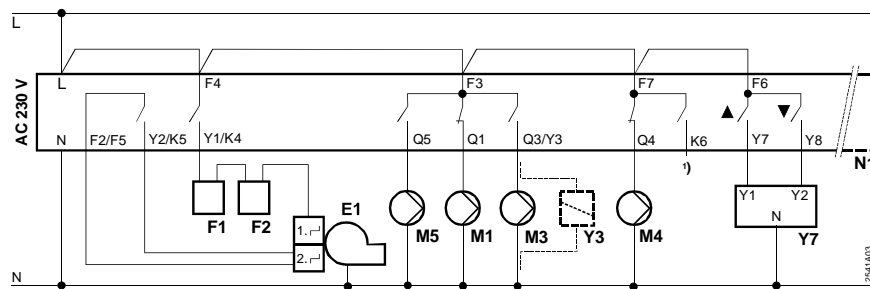 L
L F4 F3 F7 F6
AC 230 V
▲ ▼
N F2/F5 Y2/K5 Y1/K4 Q5 Q1 Q3/Y3 Q4 K6 Y7 Y8
1)
N1
F1 F2 E1 M5 M1 M3 Y3 M4 Y1 Y2 N Y7
1.
2.
N
2541A03